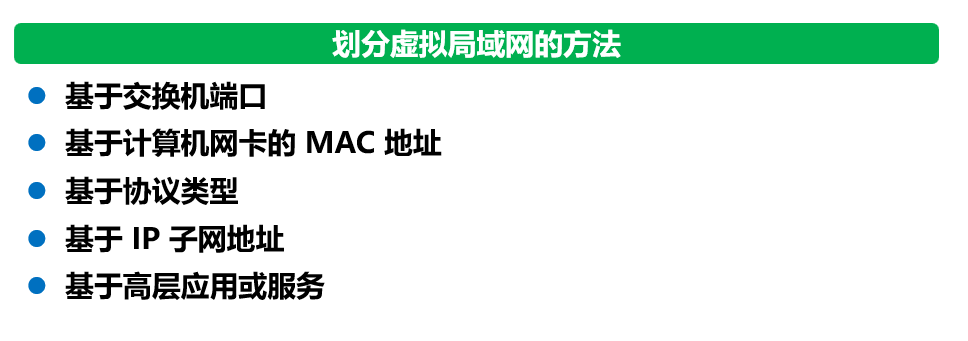 划分虚拟局域网的方法
基于交换机端口
基于计算机网卡的 MAC 地址
基于协议类型
基于 IP 子网地址
基于高层应用或服务